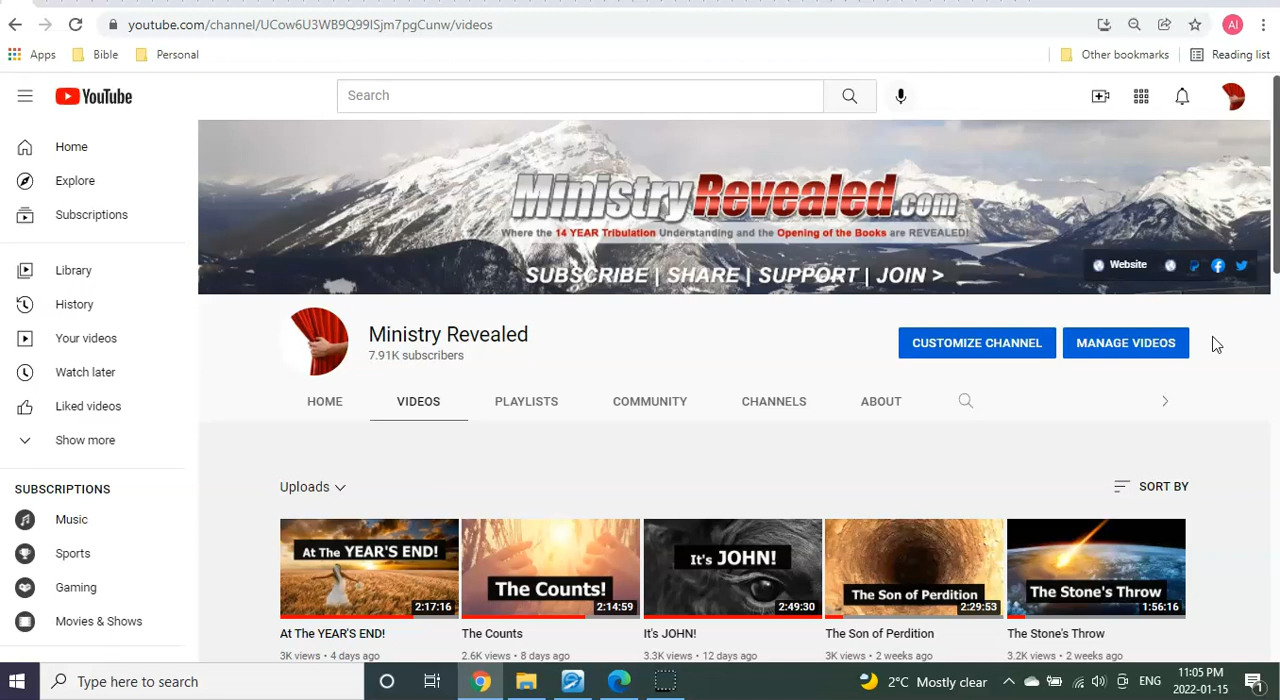 youtube.com/channel/UCow6U3WB9Q99lSjm7pgCunw/videos
AI
Apps
Bible
Personal
Other bookmarks
Reading list
YouTube
Search
Home
Explore
Subscriptions
Library
History
Your videos
Watch later
Liked videos
Show more
SUBSCRIPTIONS
Music
Sports
Gaming
Movies & Shows
MinistryRevealed.com
Where the 14 YEAR Tribulation Understanding and the Opening of the Books are REVEALED!
SUBSCRIBE | SHARE | SUPPORT | JOIN >
Website
Ministry Revealed
7.91K subscribers
CUSTOMIZE CHANNEL
MANAGE VIDEOS
HOME
VIDEOS
PLAYLISTS
COMMUNITY
CHANNELS
ABOUT
Uploads
SORT BY
At The YEAR'S END!
2:17:16
The Counts!
2:14:59
It's JOHN!
2:49:30
The Son of Perdition
2:29:53
The Stone's Throw
1:56:16
At The YEAR'S END!
The Counts
It's JOHN!
The Son of Perdition
The Stone's Throw
3K views • 4 days ago
2.6K views • 8 days ago
3.3K views • 12 days ago
3K views • 2 weeks ago
3.2K views • 2 weeks ago
Type here to search
2°C Mostly clear
ENG
11:05 PM
2022-01-15
1